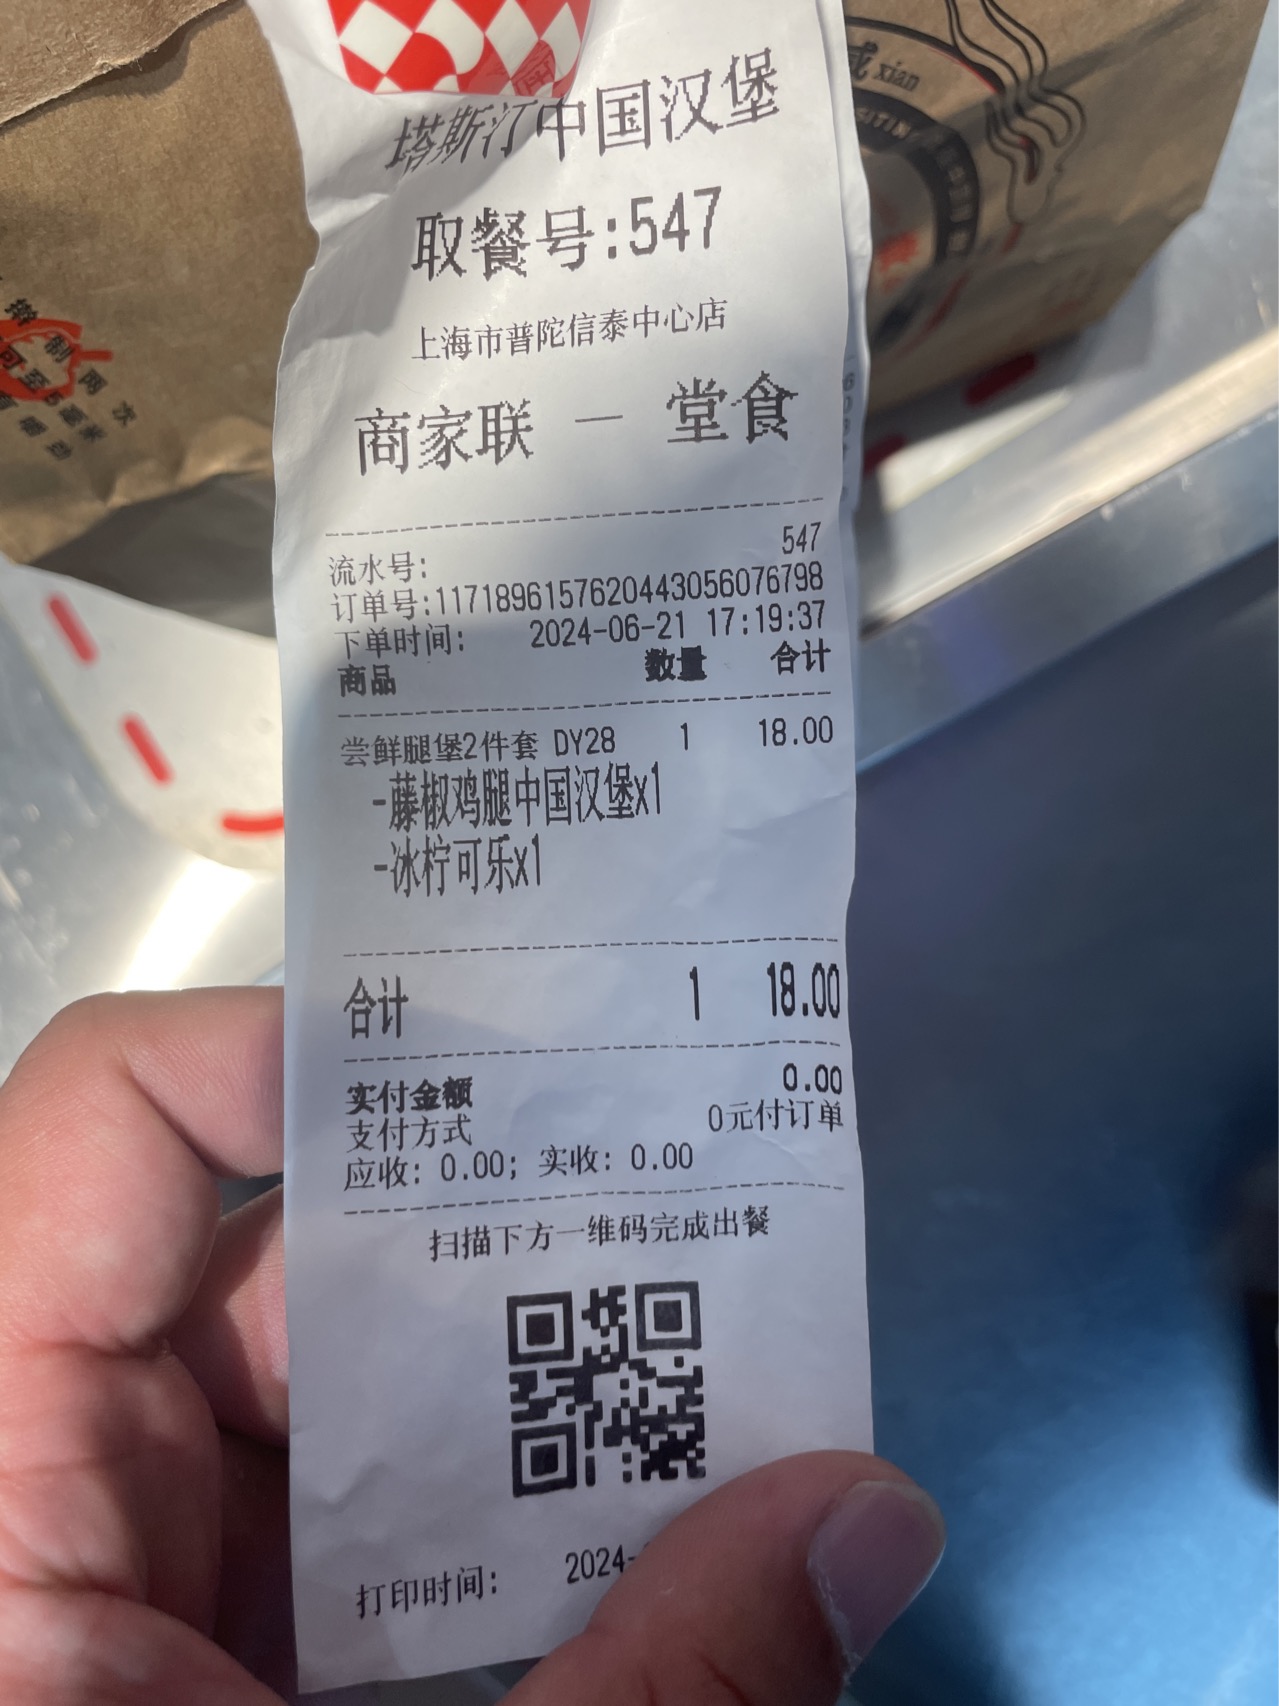 塔斯汀中国汉堡
取餐号:547
上海市普陀信泰中心店
商家联 — 堂食
流水号: 547
订单号:11718961576204430560767​98
下单时间: 2024-06-21 17:19:37
商品 数量 合计
尝鲜腿堡2件套 DY28 1 18.00
-藤椒鸡腿中国汉堡x1
-冰柠可乐x1
合计 1 18.00
实付金额 0.00
支付方式 0元付订单
应收: 0.00; 实收: 0.00
扫描下方一维码完成出餐
打印时间: 2024-
咸 xian